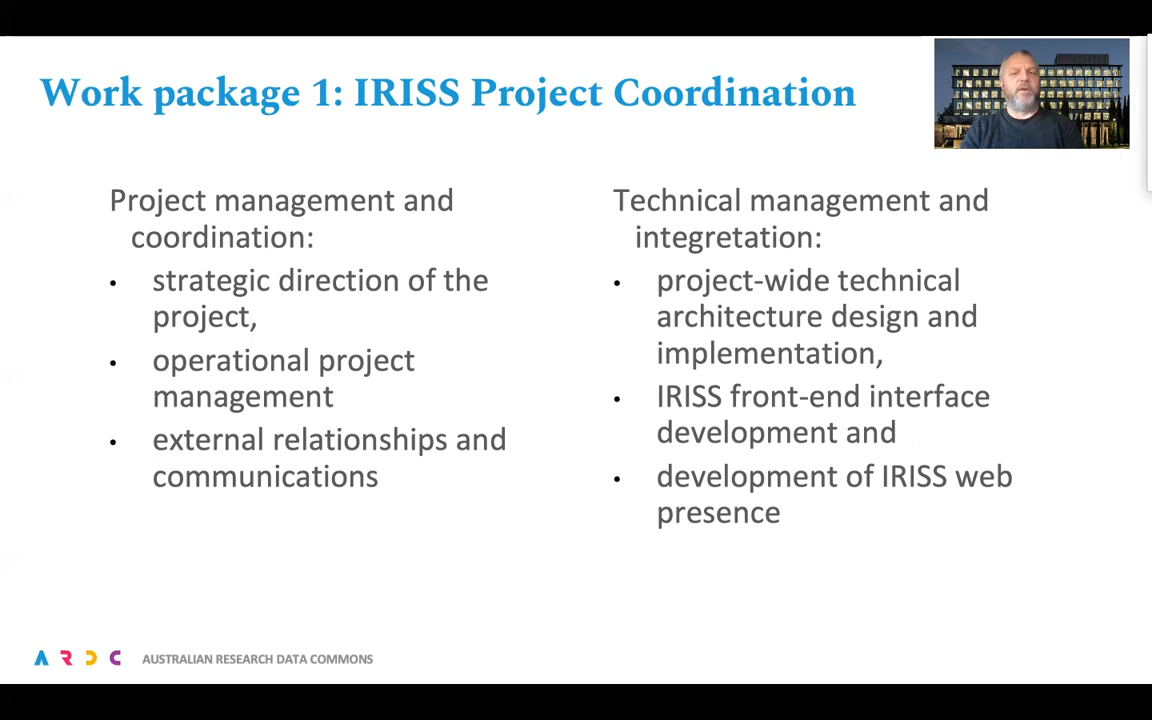 Work package 1: IRISS Project Coordination
Project management and
coordination:
• strategic direction of the
project,
• operational project
management
• external relationships and
communications
Technical management and
integretation:
• project-wide technical
architecture design and
implementation,
• IRISS front-end interface
development and
• development of IRISS web
presence
ARDC AUSTRALIAN RESEARCH DATA COMMONS